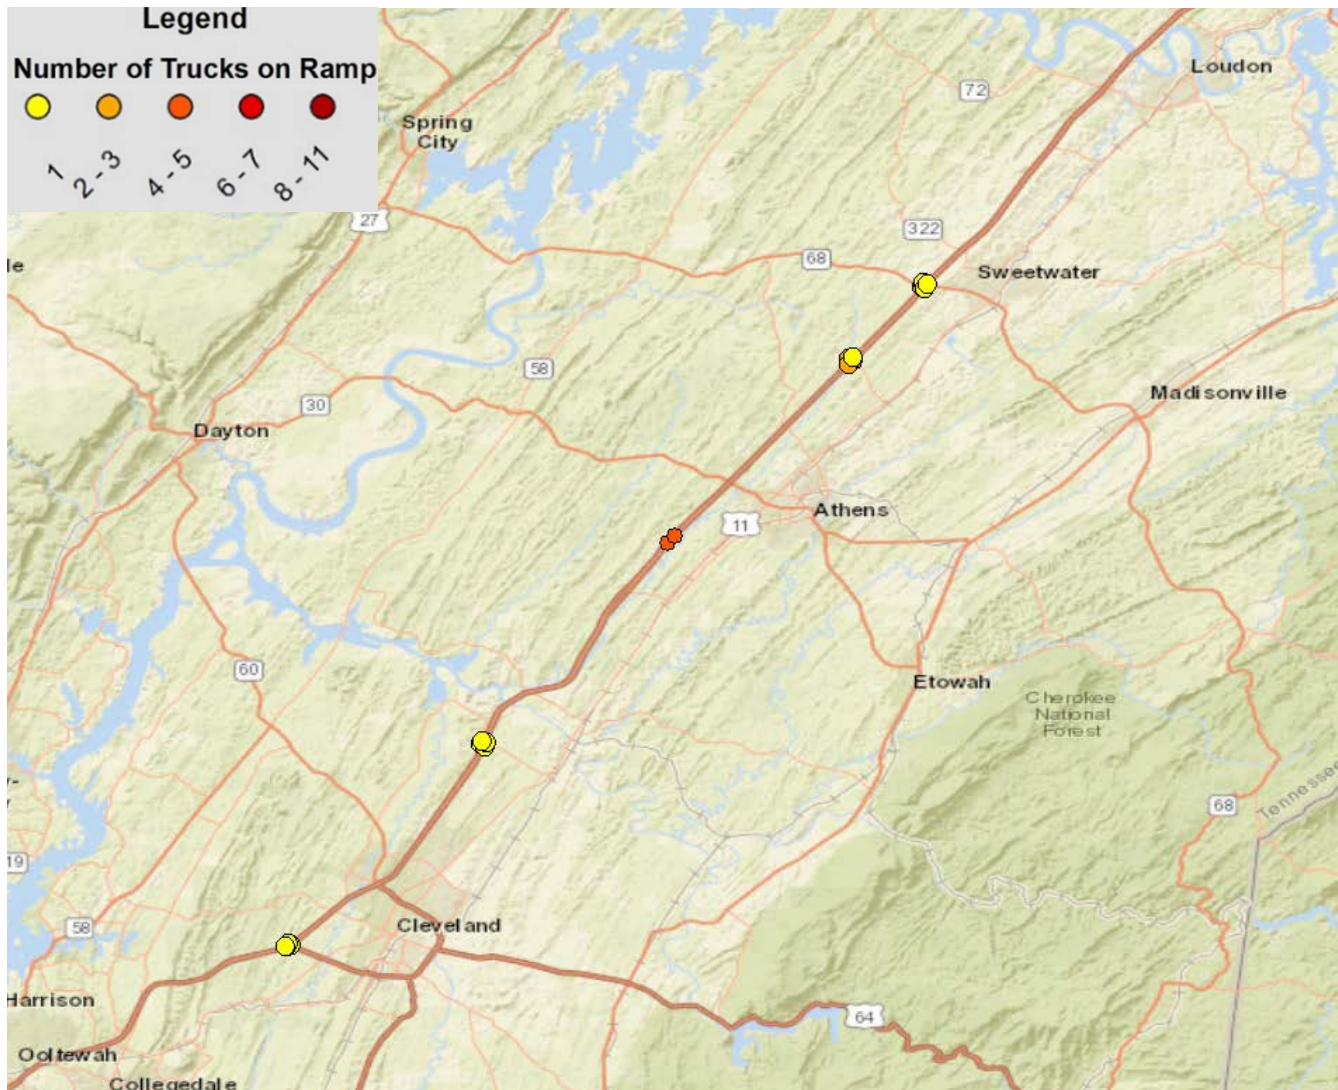 Legend
Number of Trucks on Ramp
1
2 - 3
4 - 5
6 - 7
8 - 11
Loudon
72
Spring
City
27
322
68
le
Sweetwater
58
Madisonville
30
Dayton
Athens
11
60
Etowah
Cherokee
National
Forest
68
Tennessee
19
58
Cleveland
Harrison
64
Ooltewah
Collegedale